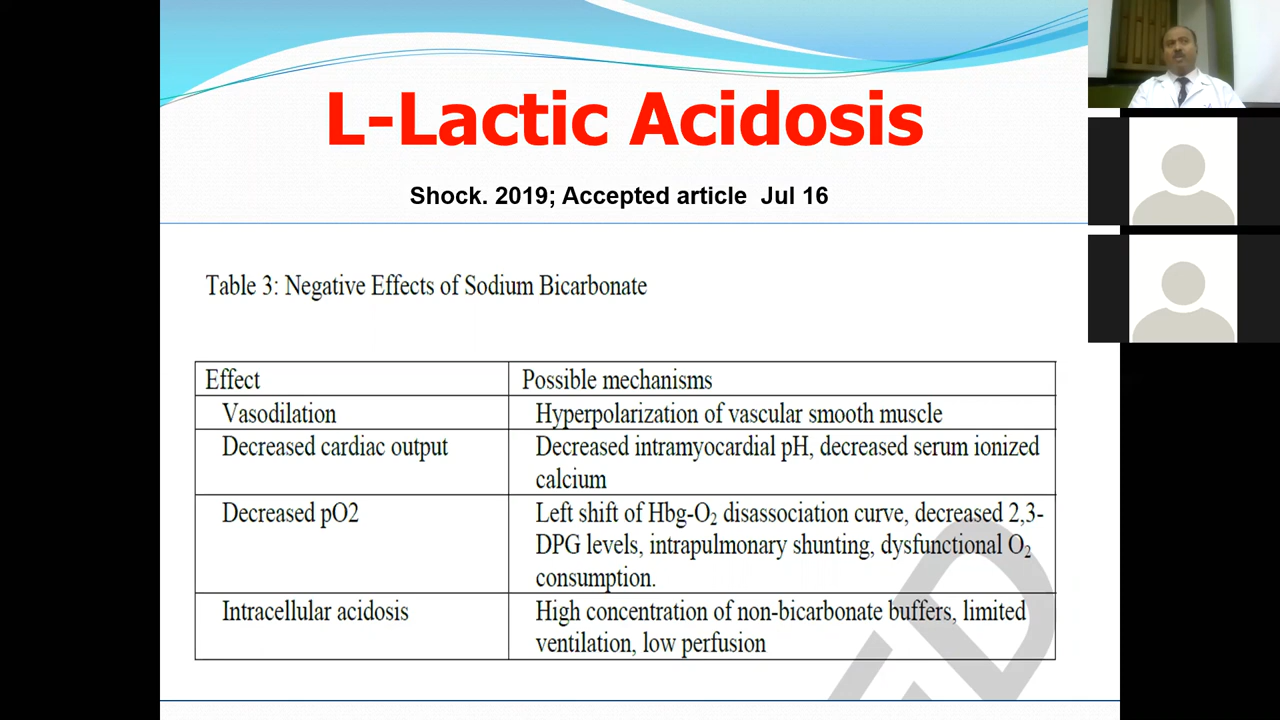 L-Lactic Acidosis
Shock. 2019; Accepted article Jul 16
Table 3: Negative Effects of Sodium Bicarbonate
Effect
Possible mechanisms
Vasodilation
Hyperpolarization of vascular smooth muscle
Decreased cardiac output
Decreased intramyocardial pH, decreased serum ionized
calcium
Decreased pO2
Left shift of Hbg-O₂ disassociation curve, decreased 2,3-
DPG levels, intrapulmonary shunting, dysfunctional O₂
consumption.
Intracellular acidosis
High concentration of non-bicarbonate buffers, limited
ventilation, low perfusion